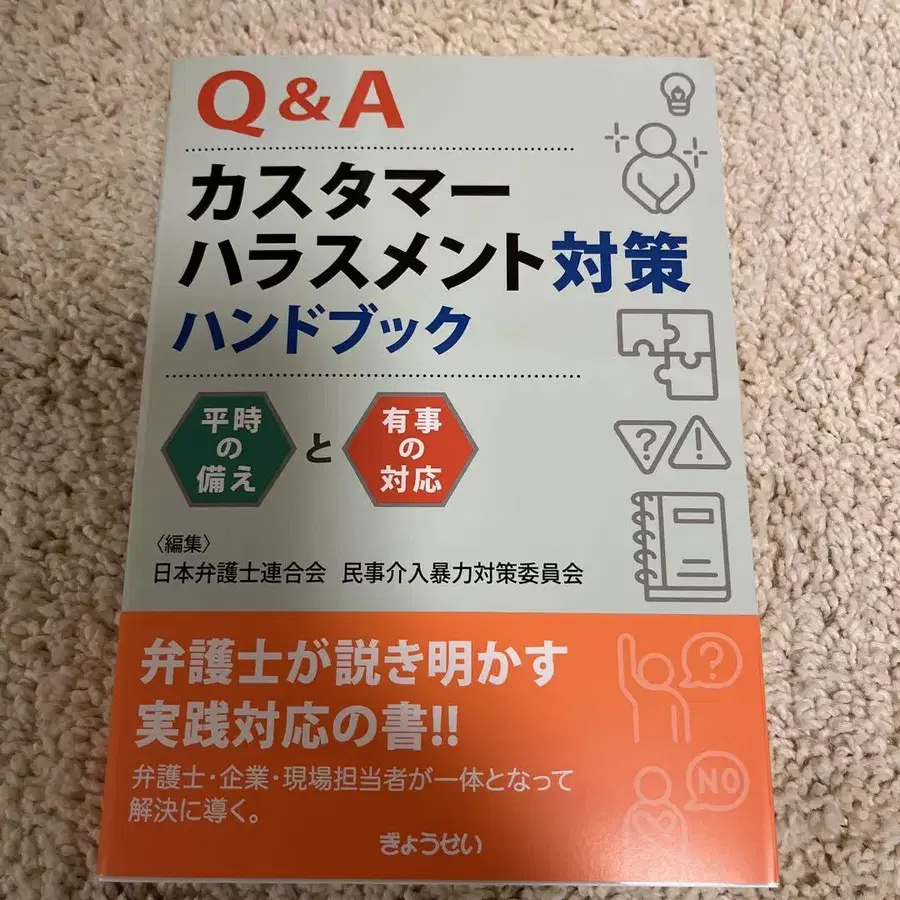 Q&A
カスタマー
ハラスメント対策
ハンドブック
平時
の
備え
と
有事
の
対応
〈編集〉
日本弁護士連合会 民事介入暴力対策委員会
弁護士が説き明かす
実践対応の書!!
弁護士・企業・現場担当者が一体となって
解決に導く。
ぎょうせい
?
!
?
NO